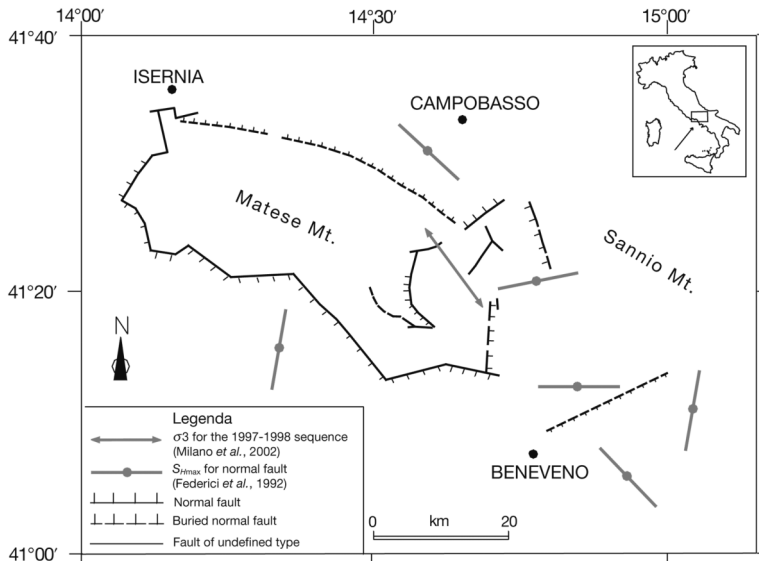 14°00′ 14°30′ 15°00′
41°40′
ISERNIA
CAMPOBASSO
Matese Mt.
Sannio Mt.
41°20′
N
Legenda
σ3 for the 1997-1998 sequence
(Milano et al., 2002)
SHmax for normal fault
(Federici et al., 1992)
Normal fault
Buried normal fault
Fault of undefined type
BENEVENO
0 km 20
41°00′